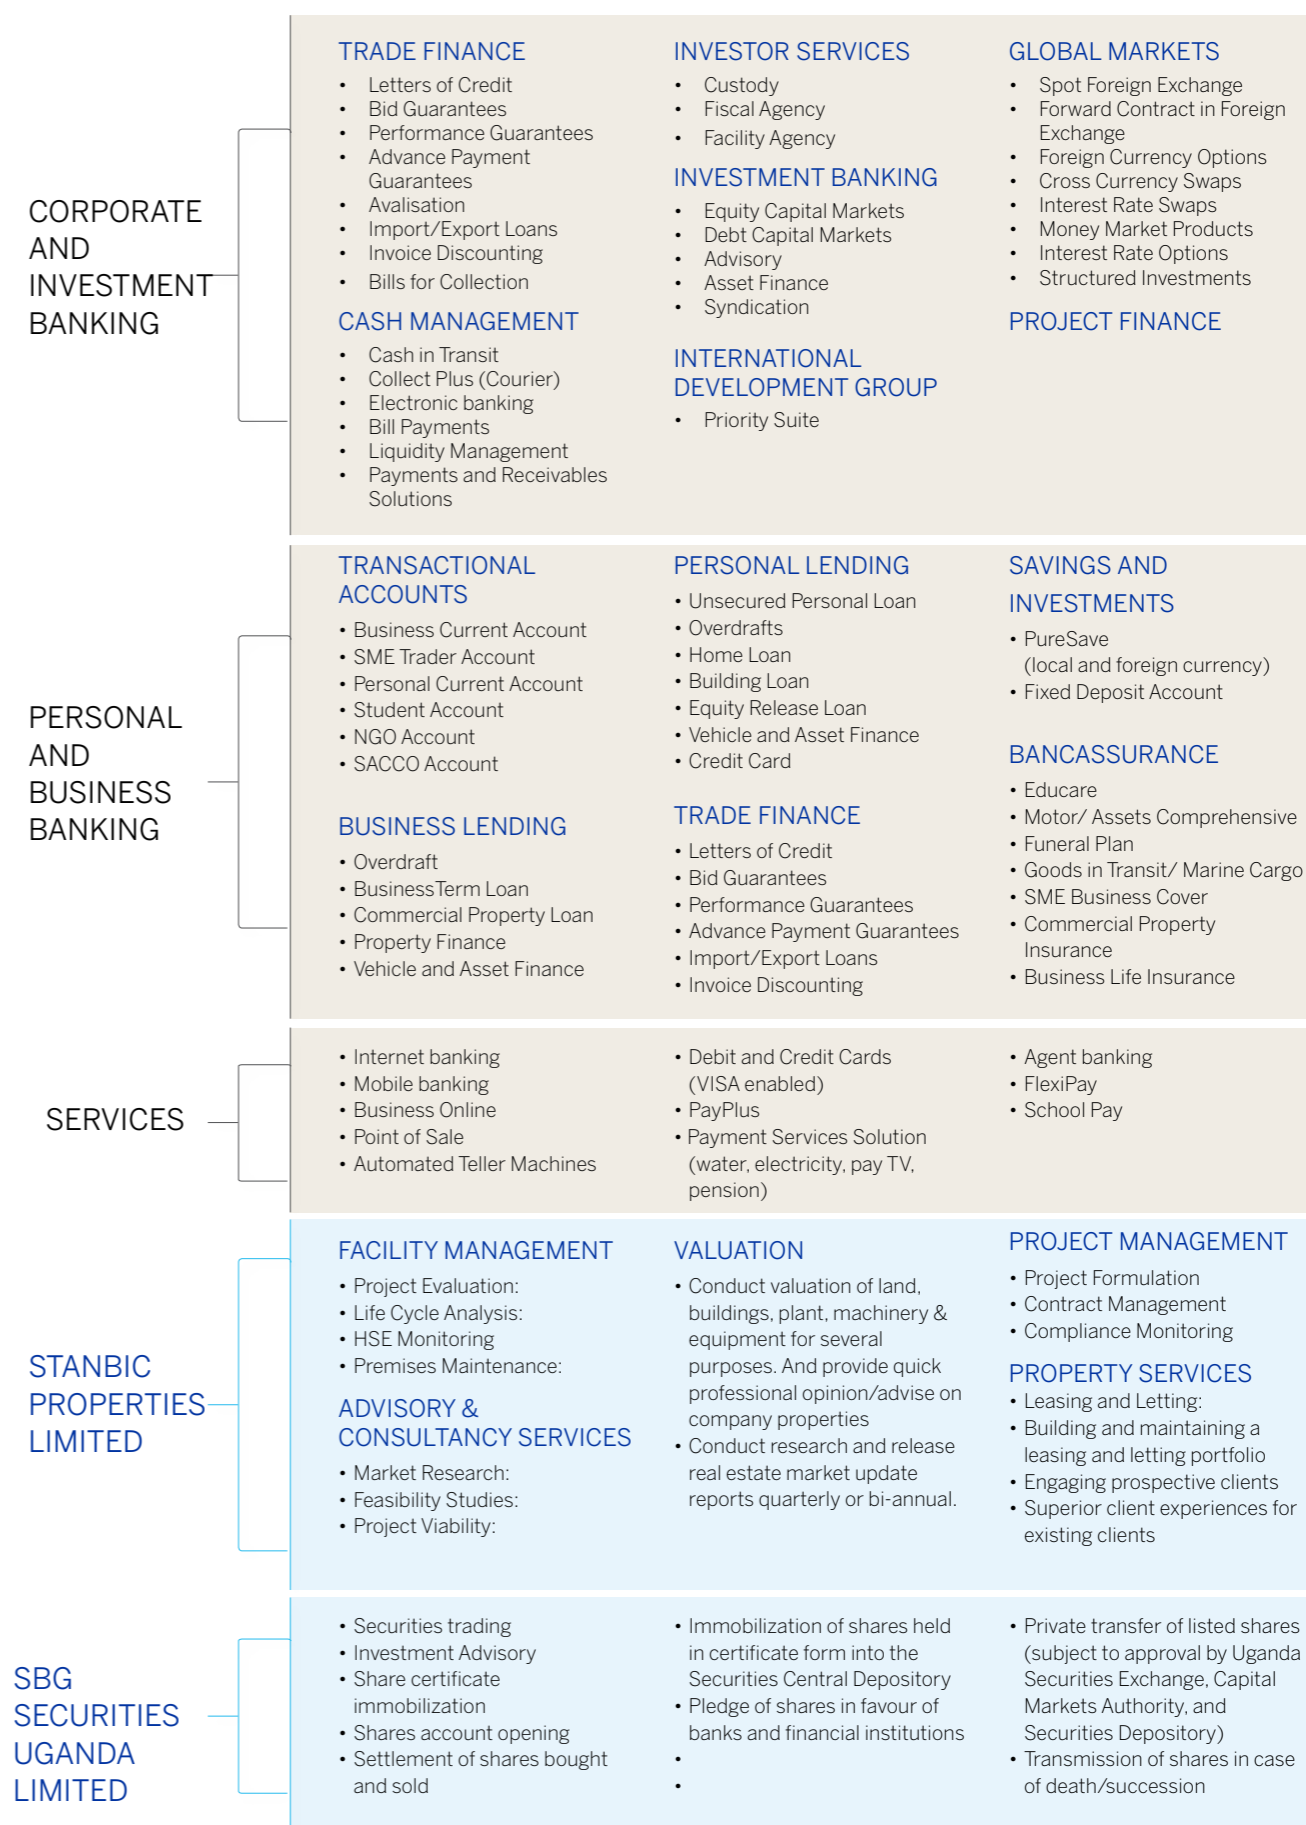 CORPORATE
AND
INVESTMENT
BANKING
TRADE FINANCE
• Letters of Credit
• Bid Guarantees
• Performance Guarantees
• Advance Payment
Guarantees
• Avalisation
• Import/Export Loans
• Invoice Discounting
• Bills for Collection
CASH MANAGEMENT
• Cash in Transit
• Collect Plus (Courier)
• Electronic banking
• Bill Payments
• Liquidity Management
• Payments and Receivables
Solutions
INVESTOR SERVICES
• Custody
• Fiscal Agency
• Facility Agency
INVESTMENT BANKING
• Equity Capital Markets
• Debt Capital Markets
• Advisory
• Asset Finance
• Syndication
INTERNATIONAL
DEVELOPMENT GROUP
• Priority Suite
GLOBAL MARKETS
• Spot Foreign Exchange
• Forward Contract in Foreign
Exchange
• Foreign Currency Options
• Cross Currency Swaps
• Interest Rate Swaps
• Money Market Products
• Interest Rate Options
• Structured Investments
PROJECT FINANCE
PERSONAL
AND
BUSINESS
BANKING
TRANSACTIONAL
ACCOUNTS
• Business Current Account
• SME Trader Account
• Personal Current Account
• Student Account
• NGO Account
• SACCO Account
BUSINESS LENDING
• Overdraft
• BusinessTerm Loan
• Commercial Property Loan
• Property Finance
• Vehicle and Asset Finance
PERSONAL LENDING
• Unsecured Personal Loan
• Overdrafts
• Home Loan
• Building Loan
• Equity Release Loan
• Vehicle and Asset Finance
• Credit Card
TRADE FINANCE
• Letters of Credit
• Bid Guarantees
• Performance Guarantees
• Advance Payment Guarantees
• Import/Export Loans
• Invoice Discounting
SAVINGS AND
INVESTMENTS
• PureSave
(local and foreign currency)
• Fixed Deposit Account
BANCASSURANCE
• Educare
• Motor/ Assets Comprehensive
• Funeral Plan
• Goods in Transit/ Marine Cargo
• SME Business Cover
• Commercial Property
Insurance
• Business Life Insurance
SERVICES
• Internet banking
• Mobile banking
• Business Online
• Point of Sale
• Automated Teller Machines
• Debit and Credit Cards
(VISA enabled)
• PayPlus
• Payment Services Solution
(water, electricity, pay TV,
pension)
• Agent banking
• FlexiPay
• School Pay
STANBIC
PROPERTIES
LIMITED
FACILITY MANAGEMENT
• Project Evaluation:
• Life Cycle Analysis:
• HSE Monitoring
• Premises Maintenance:
ADVISORY &
CONSULTANCY SERVICES
• Market Research:
• Feasibility Studies:
• Project Viability:
VALUATION
• Conduct valuation of land,
buildings, plant, machinery &
equipment for several
purposes. And provide quick
professional opinion/advise on
company properties
• Conduct research and release
real estate market update
reports quarterly or bi-annual.
PROJECT MANAGEMENT
• Project Formulation
• Contract Management
• Compliance Monitoring
PROPERTY SERVICES
• Leasing and Letting:
• Building and maintaining a
leasing and letting portfolio
• Engaging prospective clients
• Superior client experiences for
existing clients
SBG
SECURITIES
UGANDA
LIMITED
• Securities trading
• Investment Advisory
• Share certificate
immobilization
• Shares account opening
• Settlement of shares bought
and sold
• Immobilization of shares held
in certificate form into the
Securities Central Depository
• Pledge of shares in favour of
banks and financial institutions
•
•
• Private transfer of listed shares
(subject to approval by Uganda
Securities Exchange, Capital
Markets Authority, and
Securities Depository)
• Transmission of shares in case
of death/succession